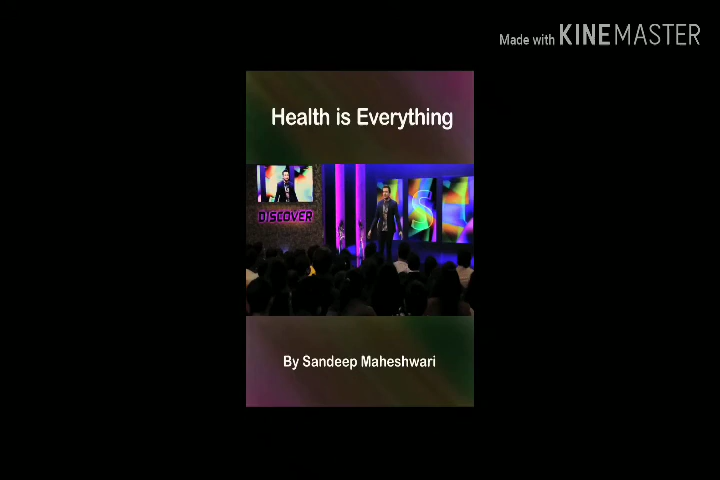 Made with KINEMASTER
Health is Everything
DISCOVER
S
By Sandeep Maheshwari